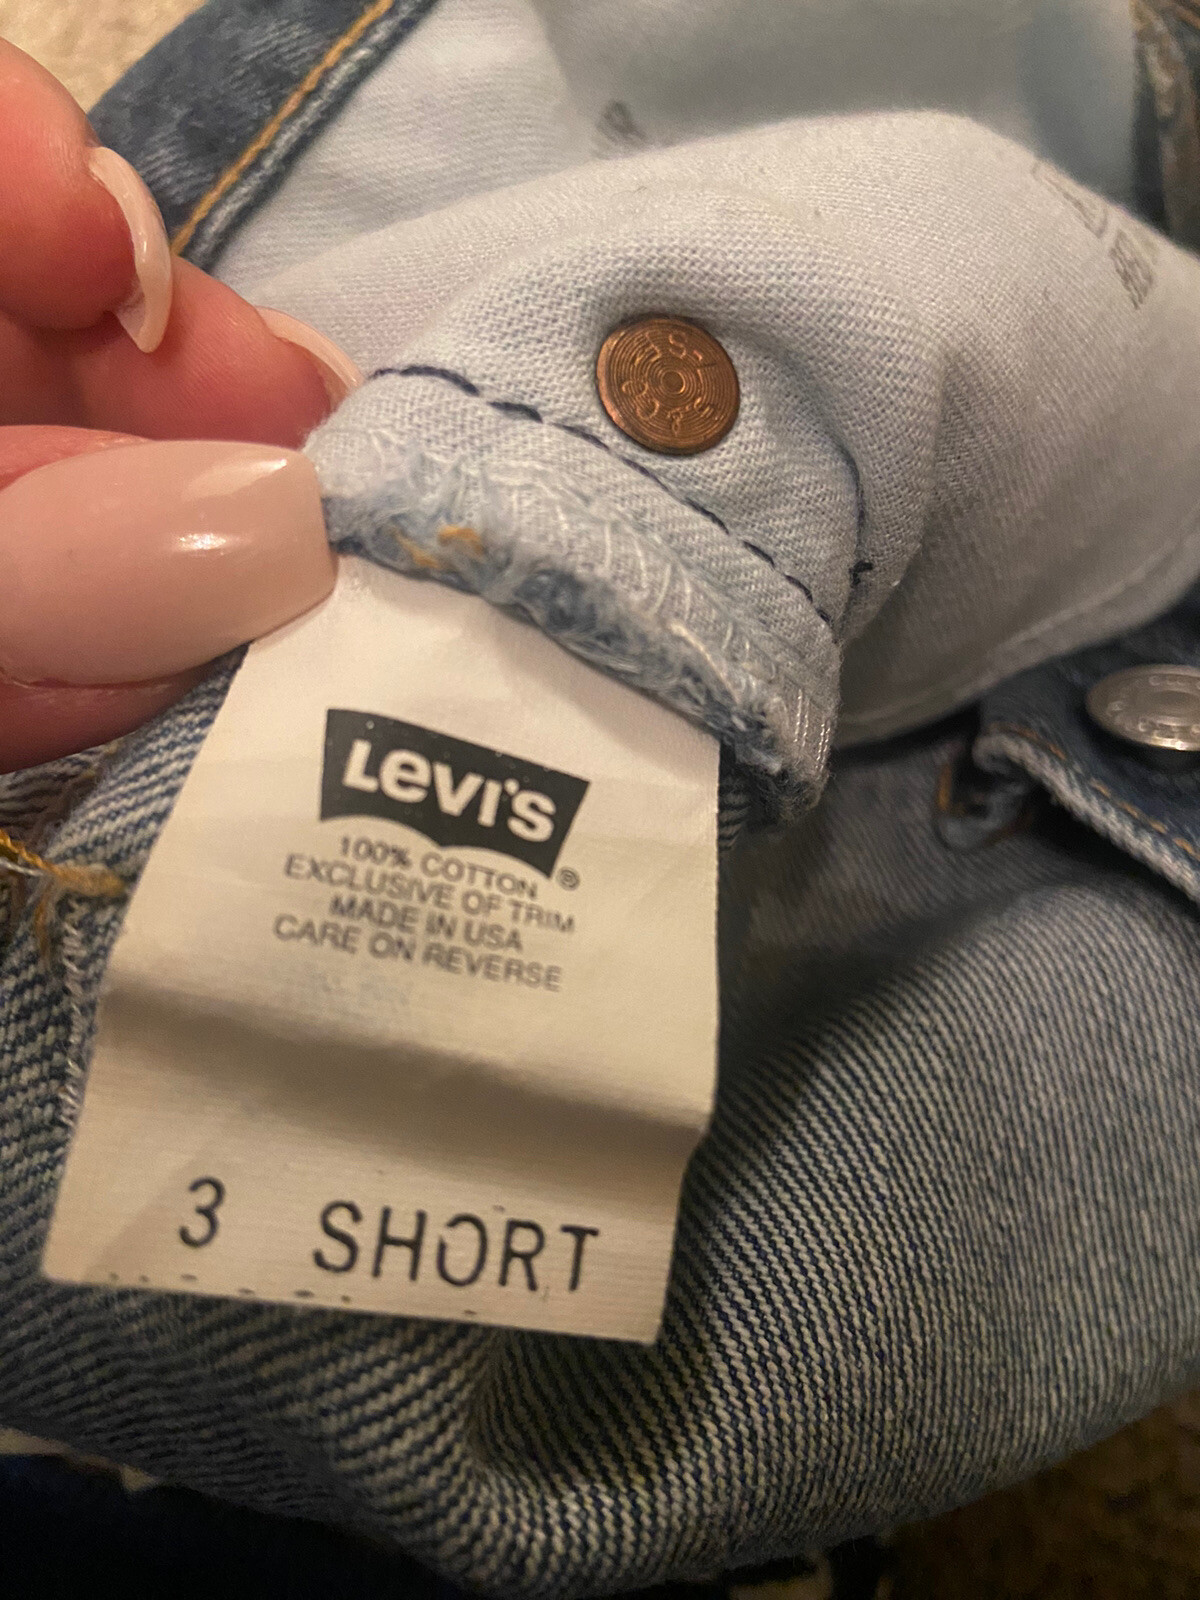 Levi's®
100% COTTON
EXCLUSIVE OF TRIM
MADE IN USA
CARE ON REVERSE
3 SHORT